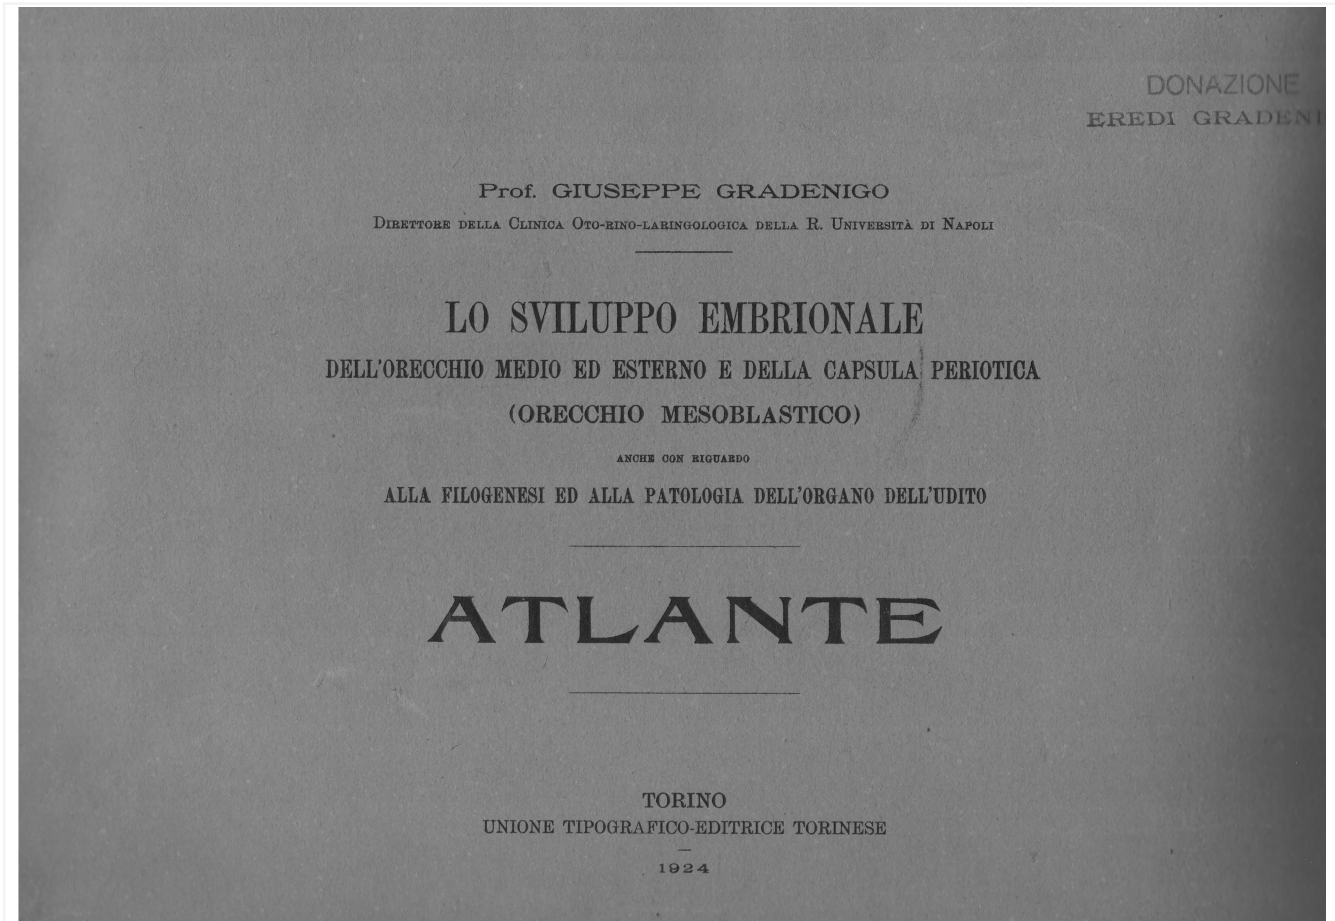 DONAZIONE
EREDI GRADENI
Prof. GIUSEPPE GRADENIGO
DIRETTORE DELLA CLINICA OTO-RINO-LARINGOLOGICA DELLA R. UNIVERSITÀ DI NAPOLI
LO SVILUPPO EMBRIONALE
DELL'ORECCHIO MEDIO ED ESTERNO E DELLA CAPSULA PERIOTICA
(ORECCHIO MESOBLASTICO)
ANCHE CON RIGUARDO
ALLA FILOGENESI ED ALLA PATOLOGIA DELL'ORGANO DELL'UDITO
ATLANTE
TORINO
UNIONE TIPOGRAFICO-EDITRICE TORINESE
1924